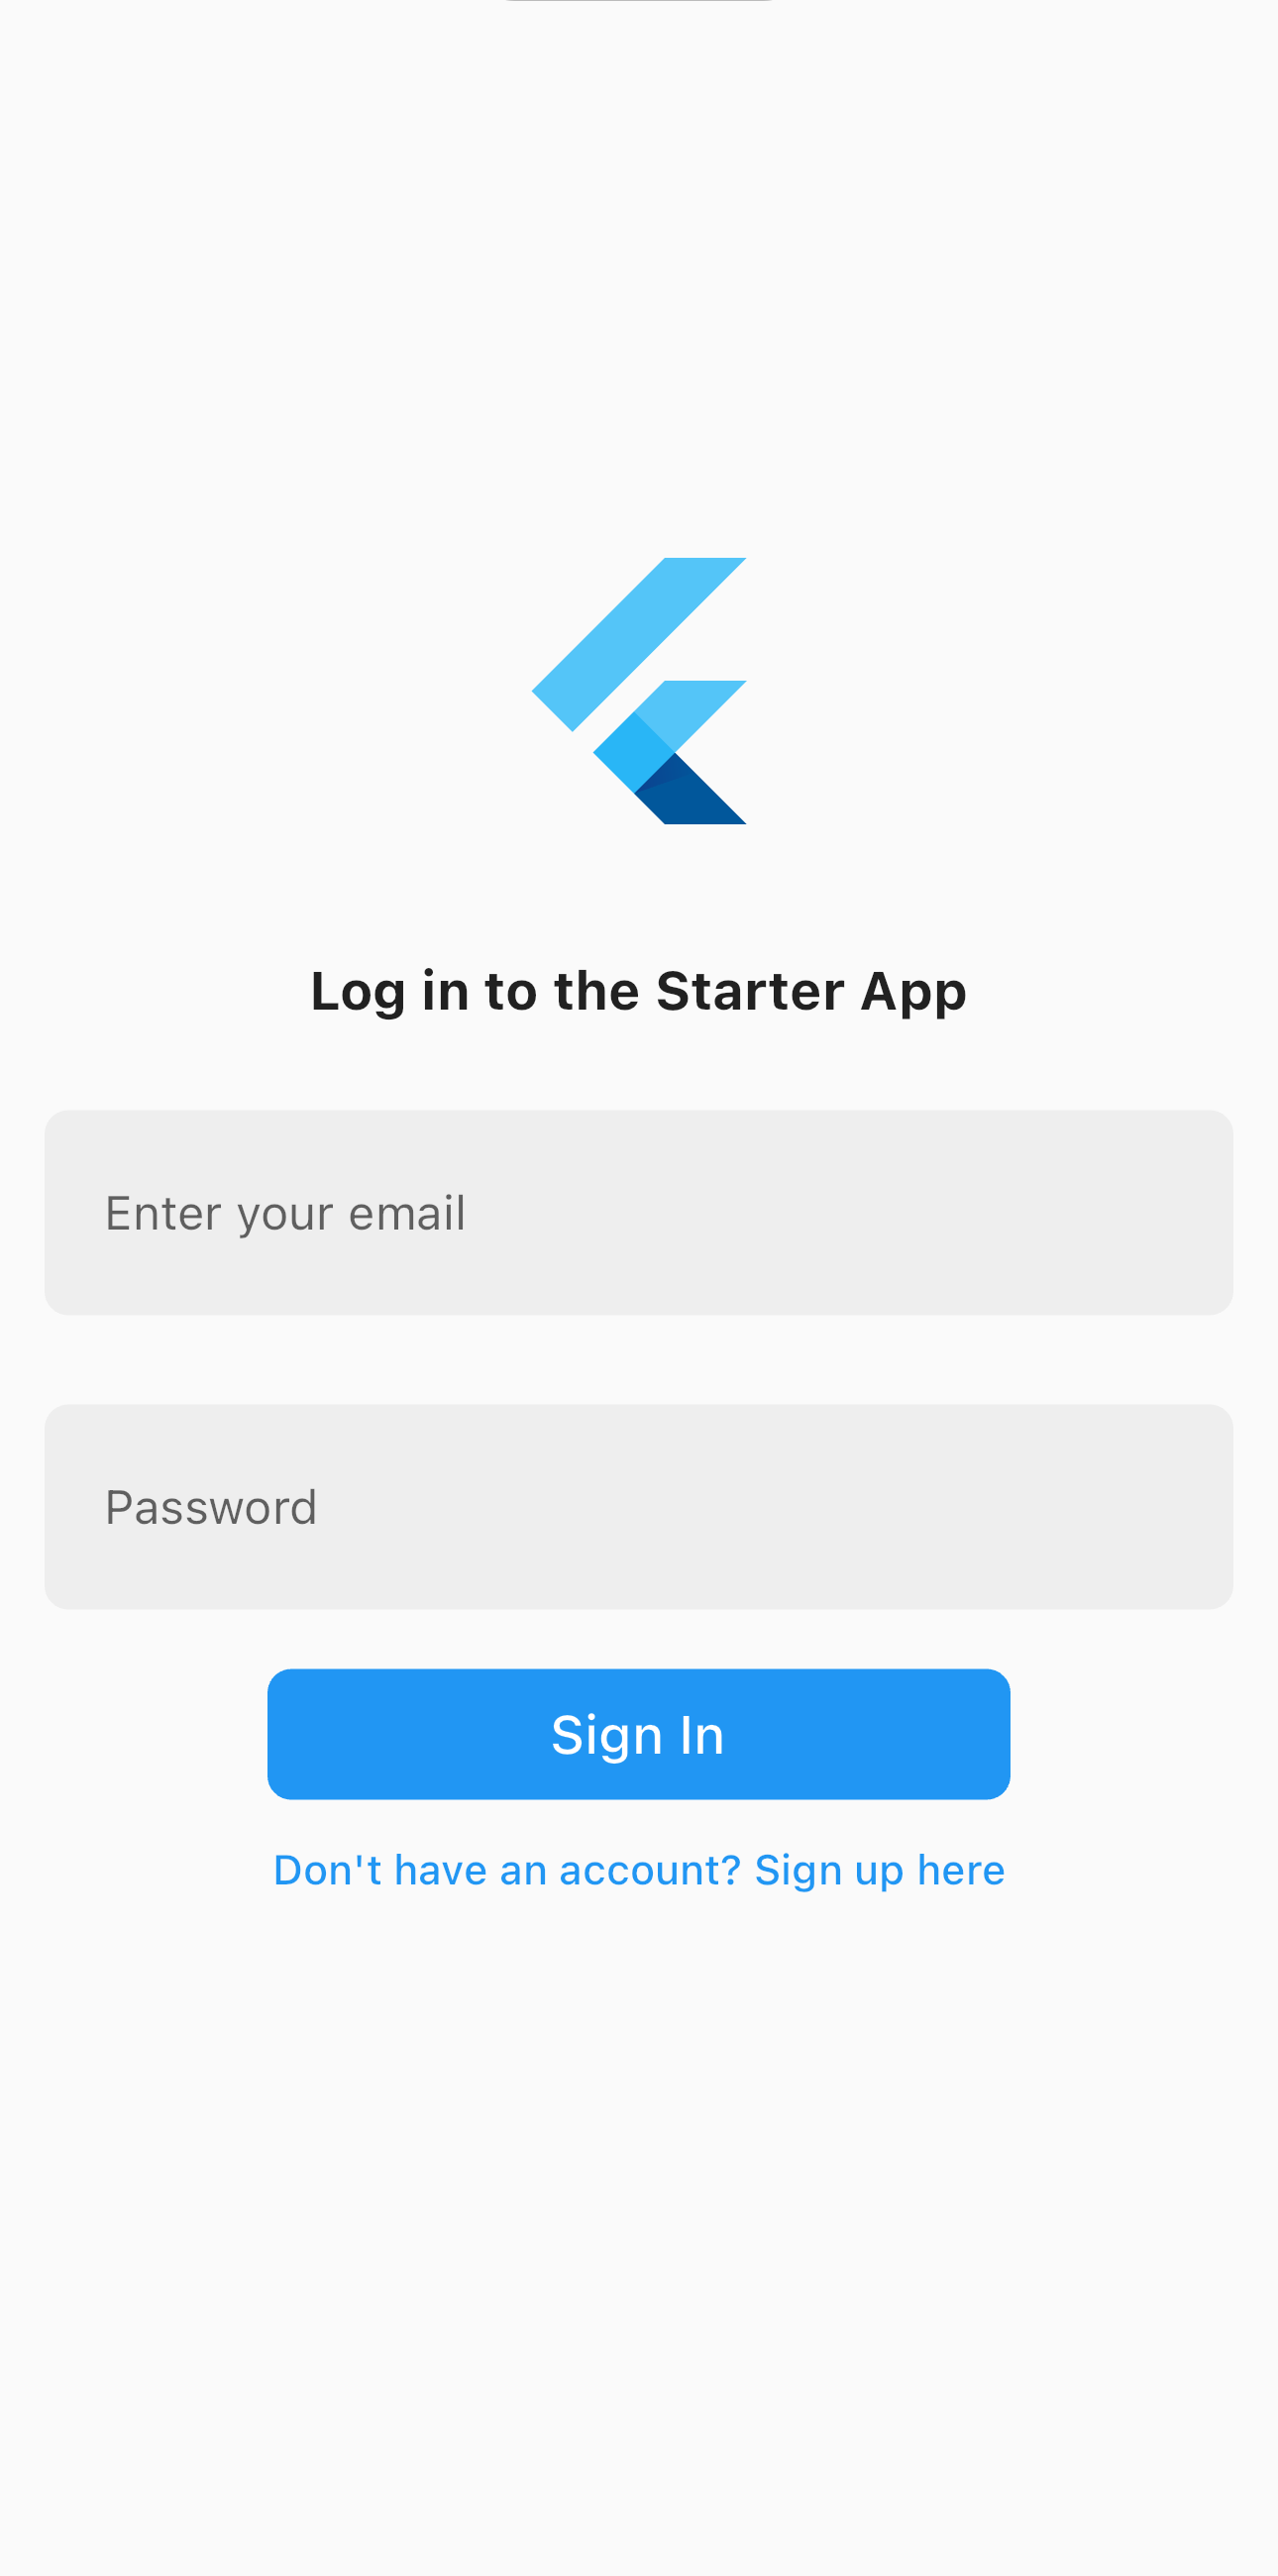 Log in to the Starter App
Enter your email
Password
Sign In
Don't have an account? Sign up here